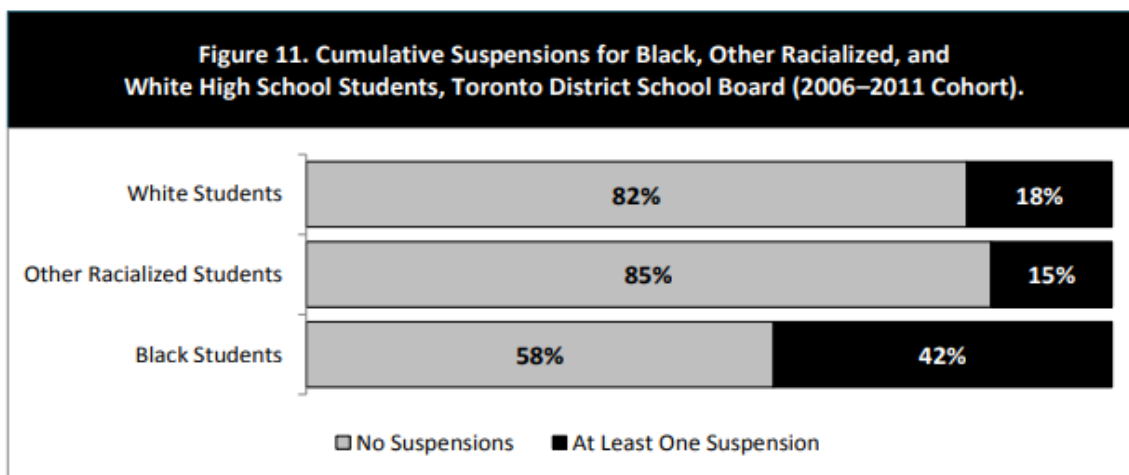 Figure 11. Cumulative Suspensions for Black, Other Racialized, and
White High School Students, Toronto District School Board (2006–2011 Cohort).
White Students
82%
18%
Other Racialized Students
85%
15%
Black Students
58%
42%
No Suspensions
At Least One Suspension